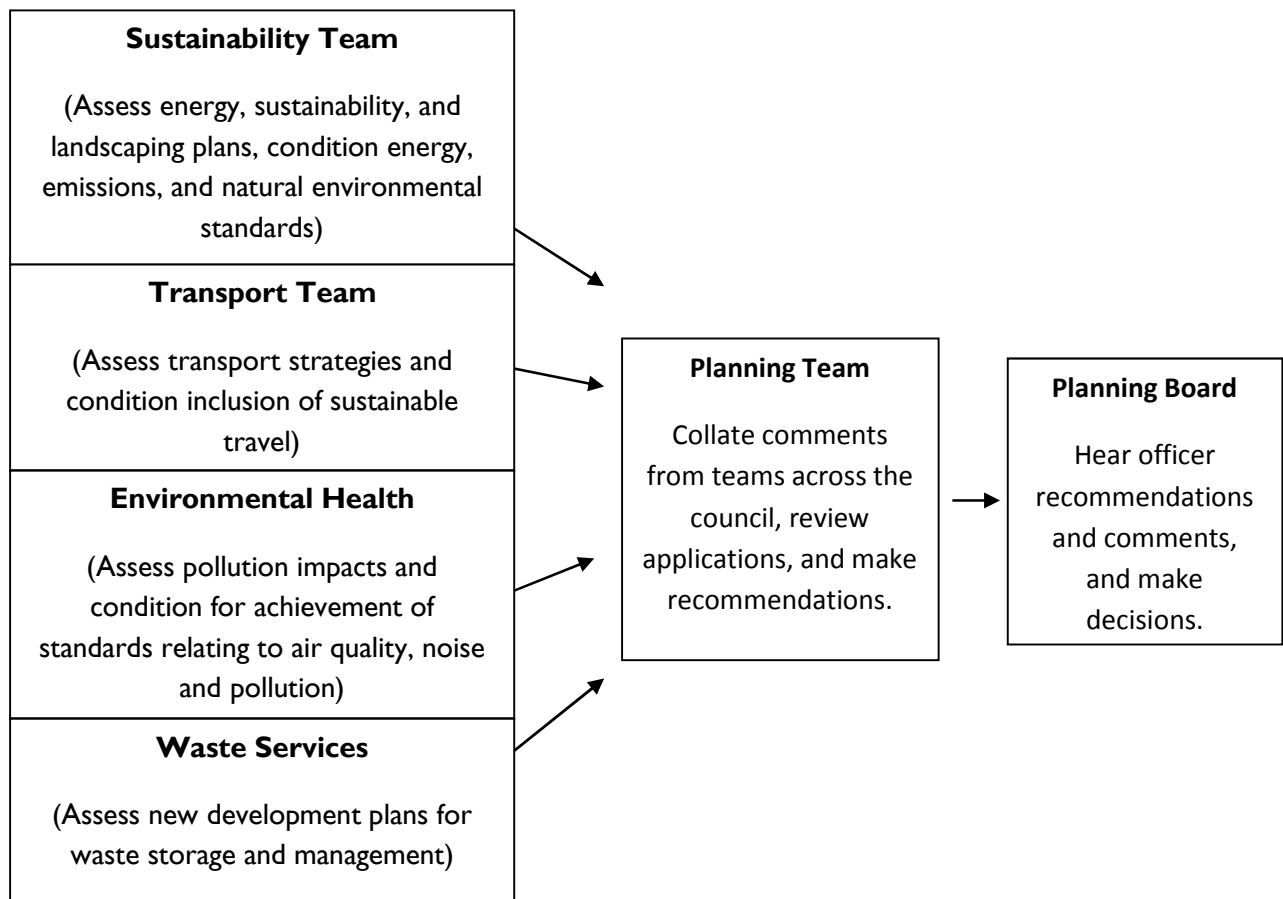 Sustainability Team
(Assess energy, sustainability, and
landscaping plans, condition energy,
emissions, and natural environmental
standards)
Transport Team
(Assess transport strategies and
condition inclusion of sustainable
travel)
Environmental Health
(Assess pollution impacts and
condition for achievement of
standards relating to air quality, noise
and pollution)
Waste Services
(Assess new development plans for
waste storage and management)
Planning Team
Collate comments
from teams across the
council, review
applications, and make
recommendations.
Planning Board
Hear officer
recommendations
and comments,
and make
decisions.